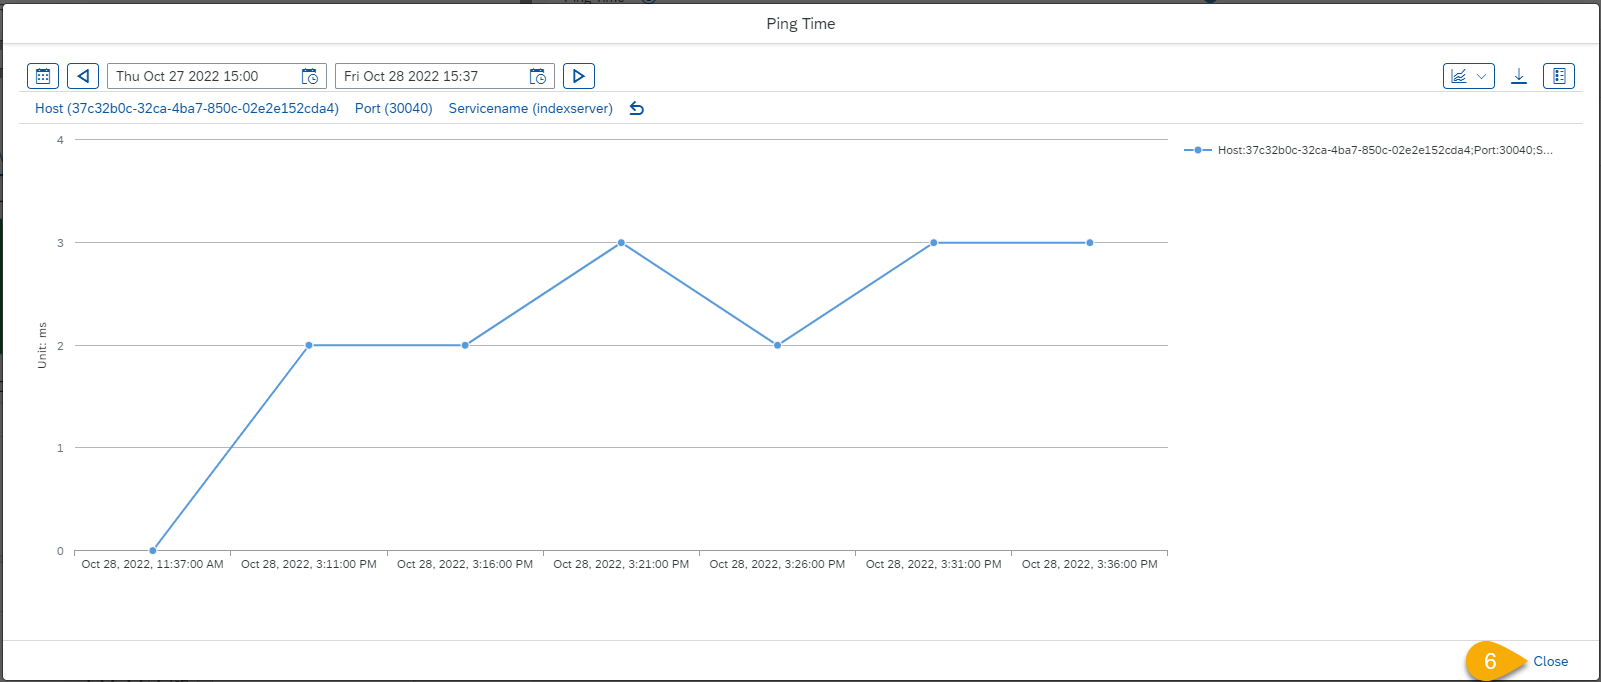 Ping Time
Thu Oct 27 2022 15:00
Fri Oct 28 2022 15:37
Host (37c32b0c-32ca-4ba7-850c-02e2e152cda4) Port (30040) Servicename (indexserver)
Host:37c32b0c-32ca-4ba7-850c-02e2e152cda4;Port:30040;S...
4
3
2
1
0
Unit: ms
Oct 28, 2022, 11:37:00 AM
Oct 28, 2022, 3:11:00 PM
Oct 28, 2022, 3:16:00 PM
Oct 28, 2022, 3:21:00 PM
Oct 28, 2022, 3:26:00 PM
Oct 28, 2022, 3:31:00 PM
Oct 28, 2022, 3:36:00 PM
6
Close